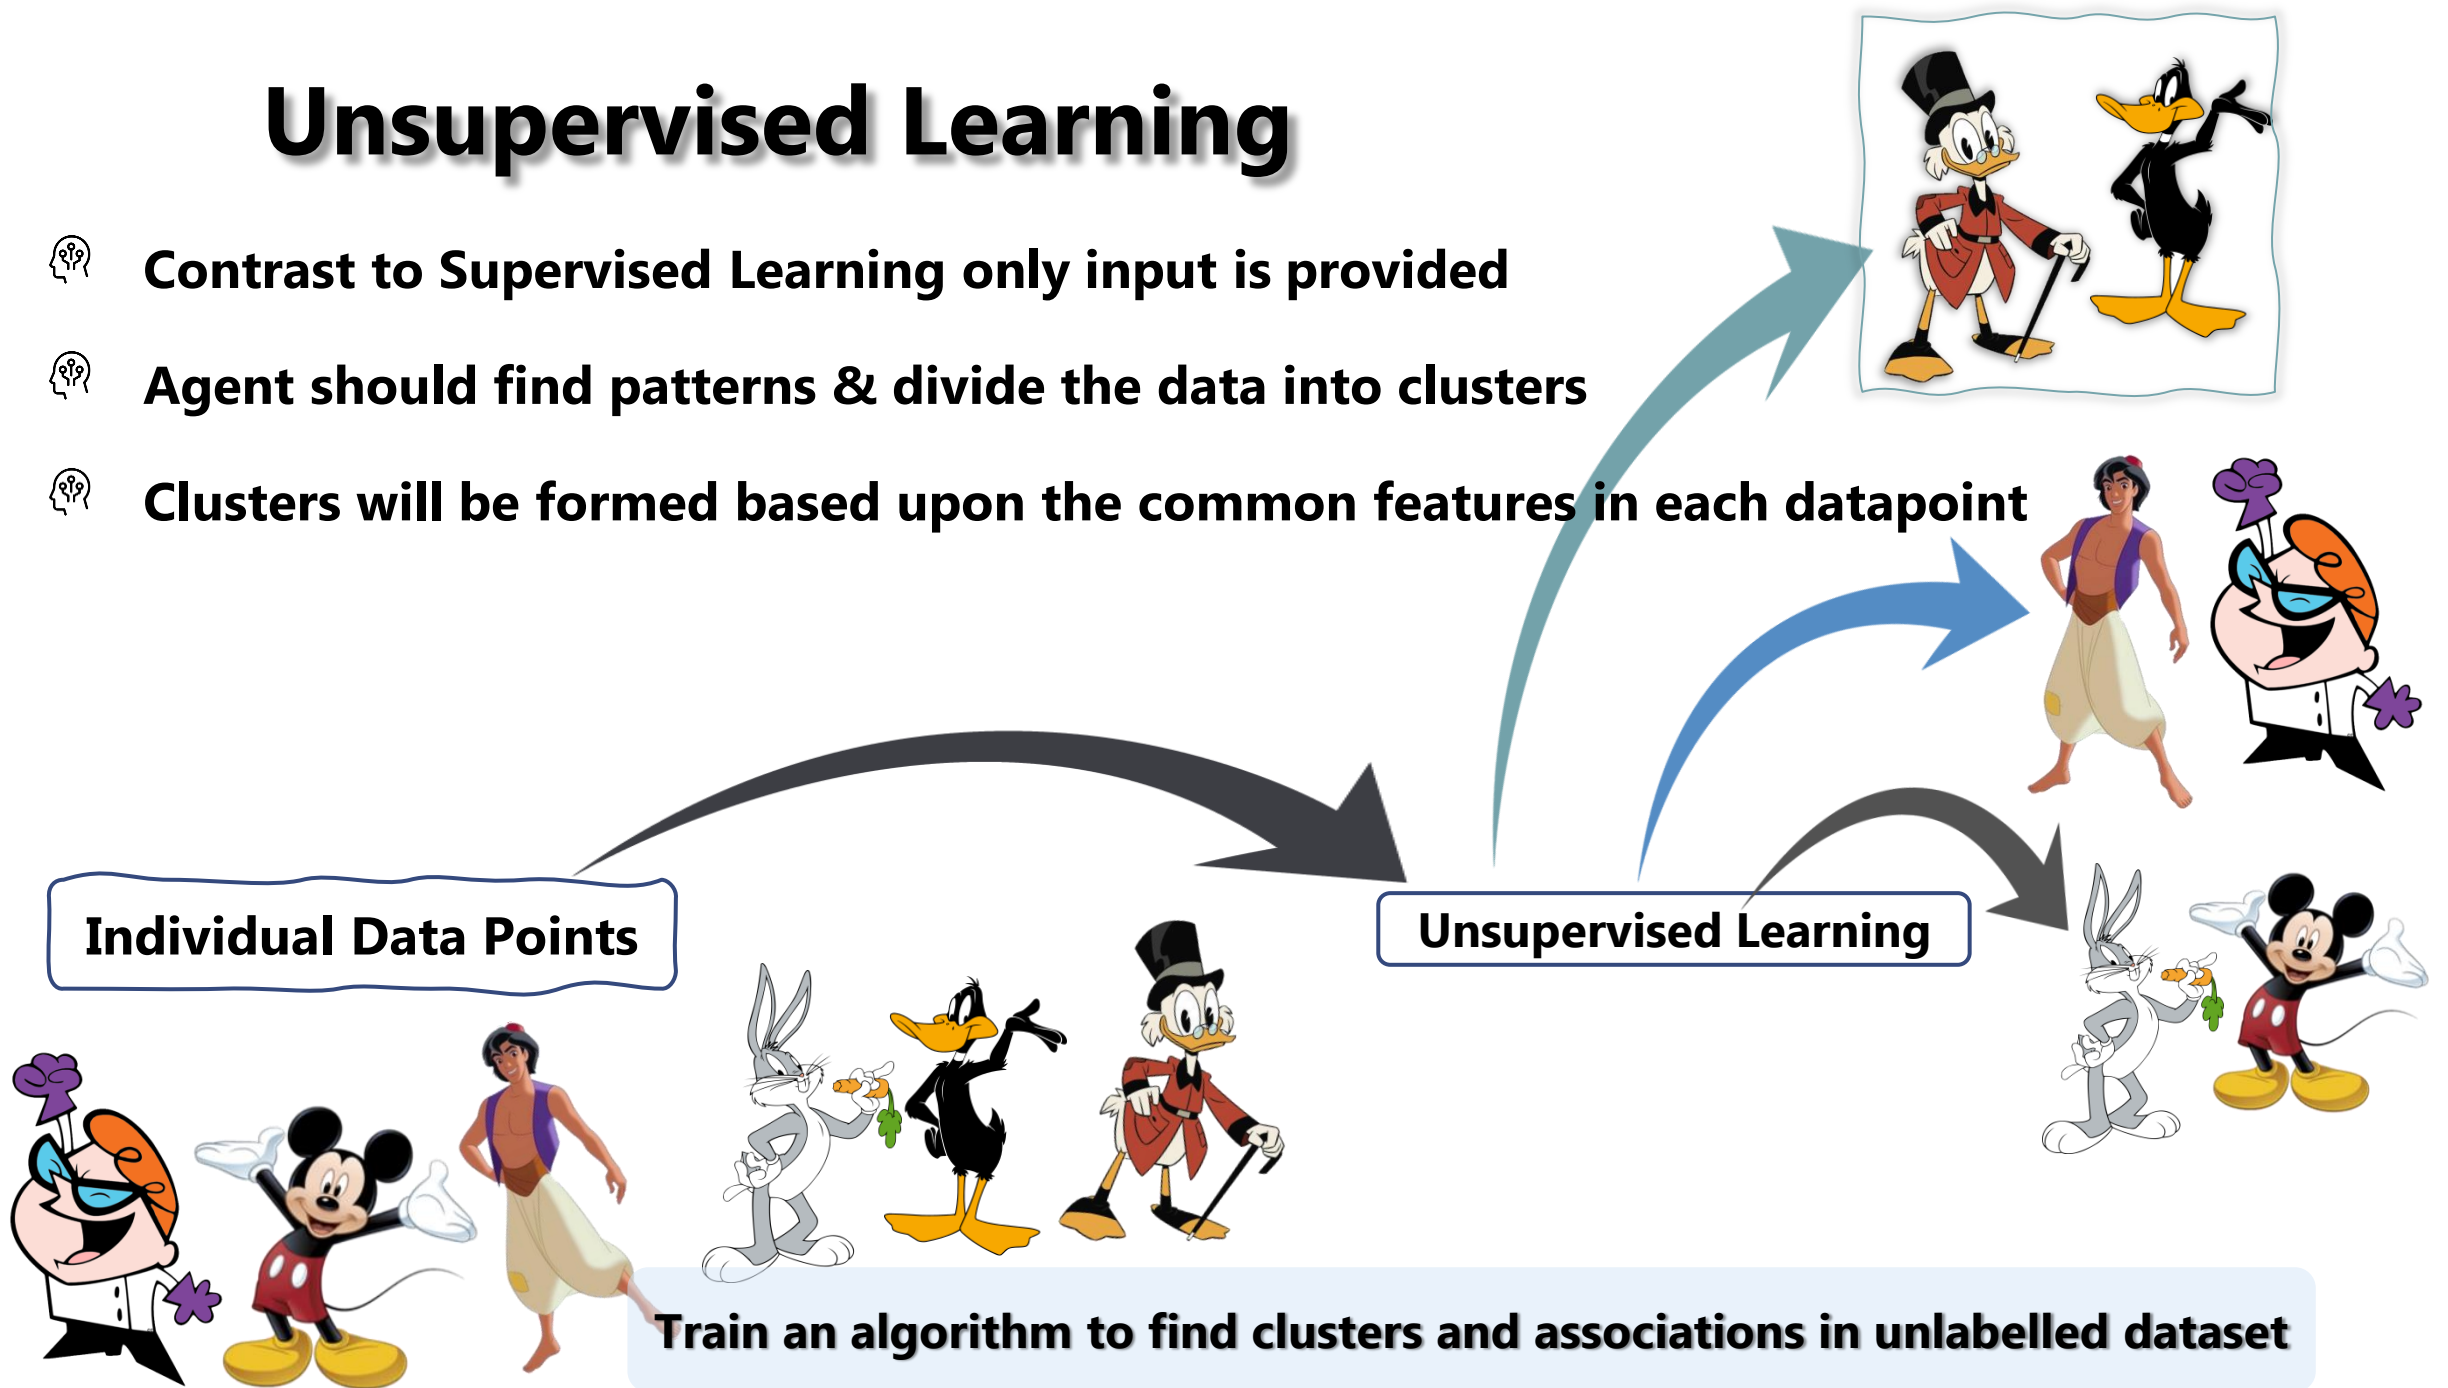 Unsupervised Learning
Contrast to Supervised Learning only input is provided
Agent should find patterns & divide the data into clusters
Clusters will be formed based upon the common features in each datapoint
Individual Data Points
Unsupervised Learning
Train an algorithm to find clusters and associations in unlabelled dataset